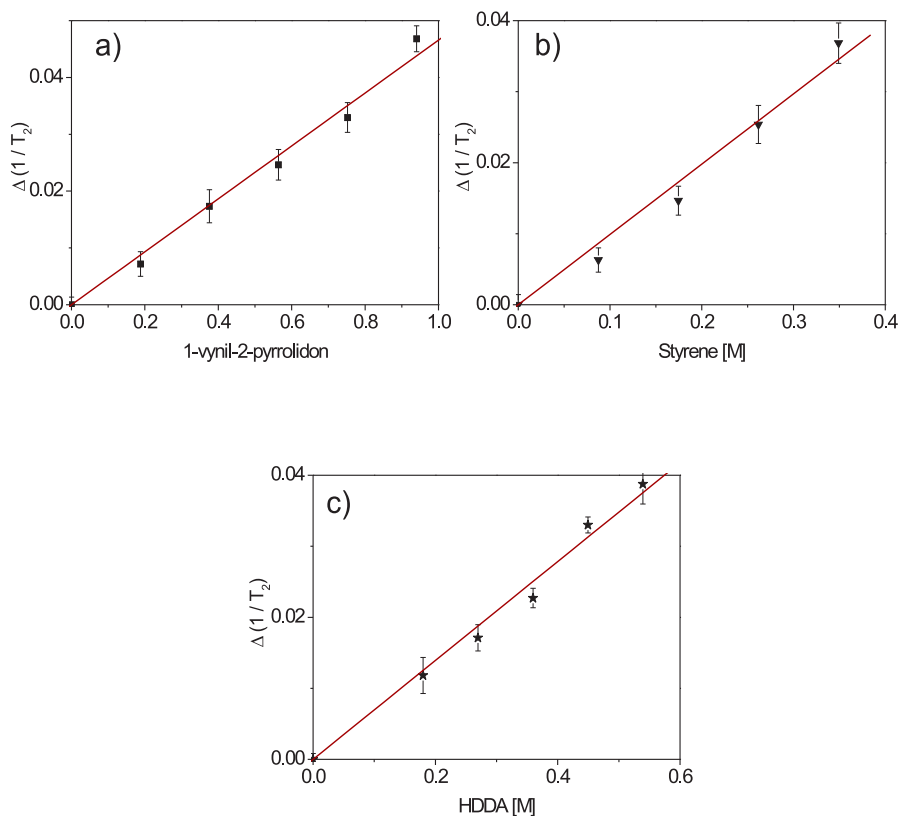 a)
0.04
0.02
0.00
Δ (1 / T2)
0.0 0.2 0.4 0.6 0.8 1.0
1-vynil-2-pyrrolidon
b)
0.04
0.02
0.00
Δ (1 / T2)
0.0 0.1 0.2 0.3 0.4
Styrene [M]
c)
0.04
0.02
0.00
Δ (1 / T2)
0.0 0.2 0.4 0.6
HDDA [M]